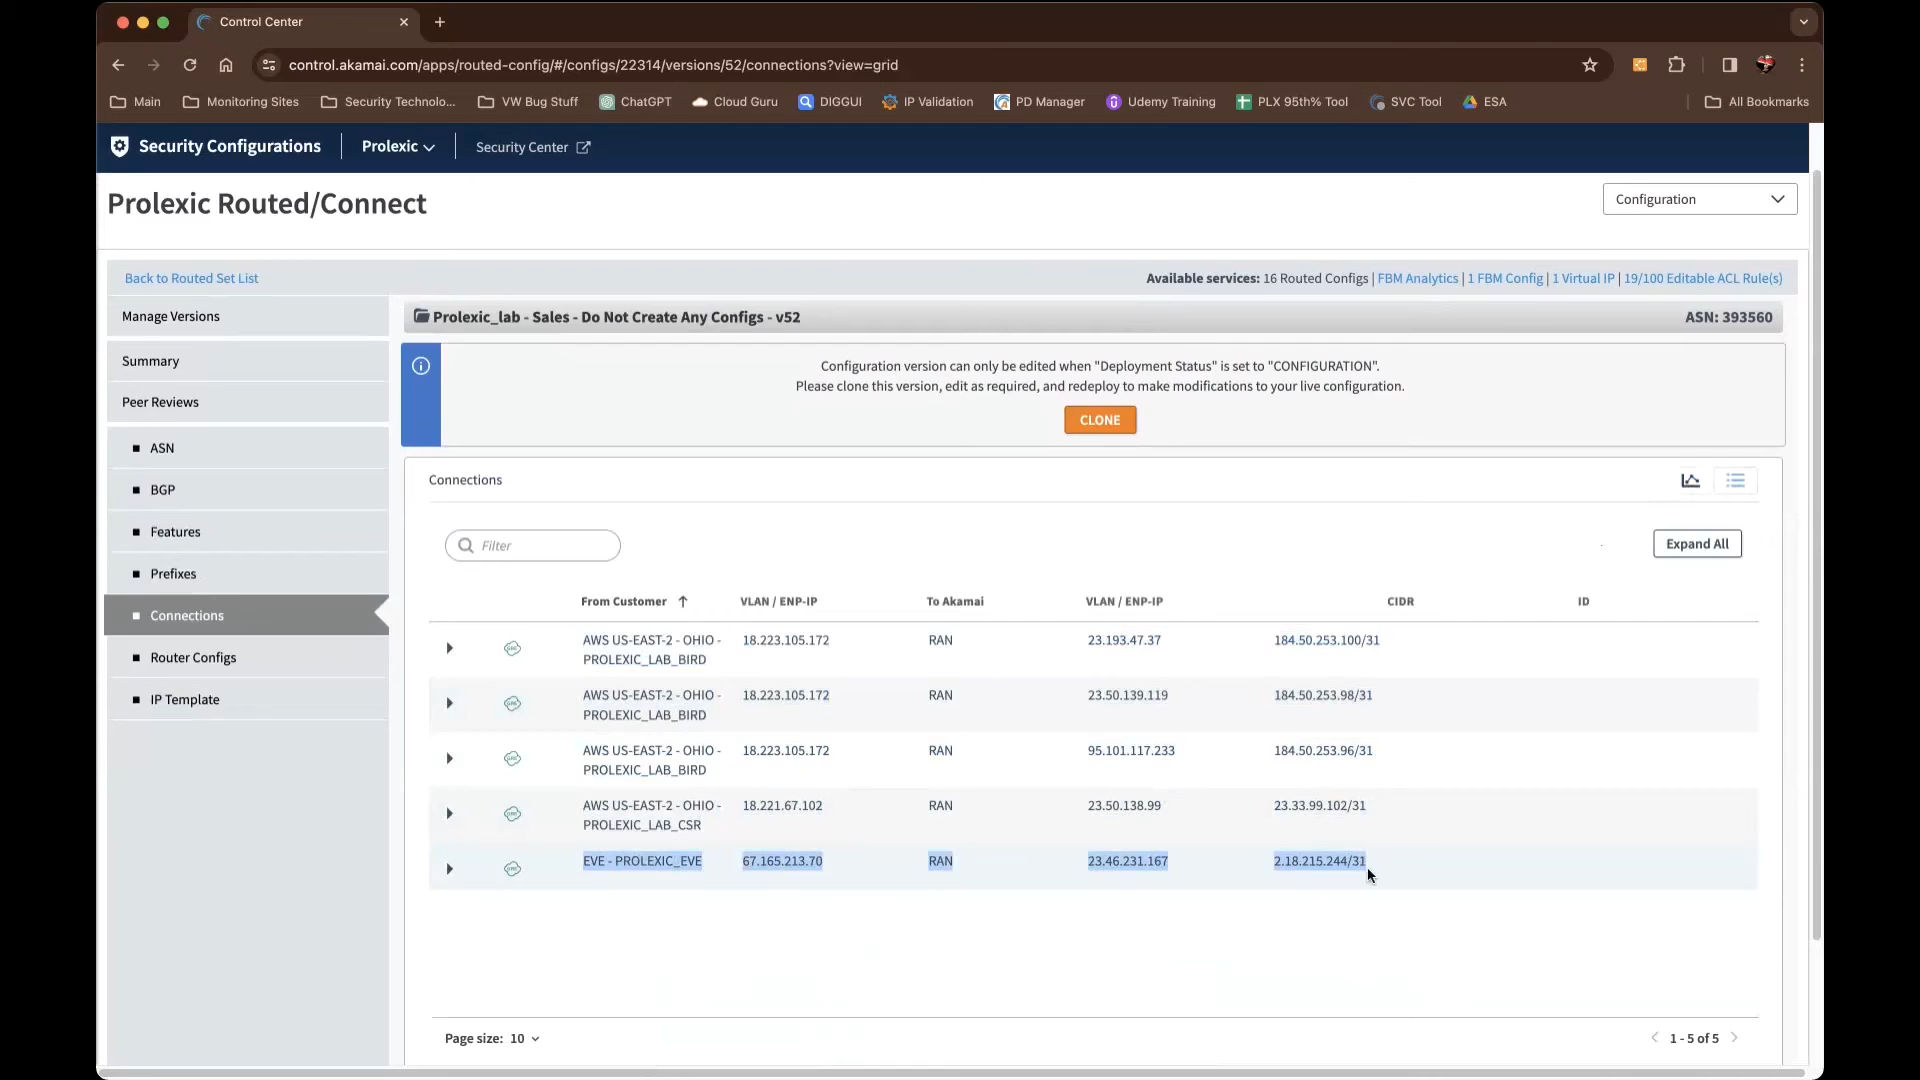 Control Center
control.akamai.com/apps/routed-config/#/configs/22314/versions/52/connections?view=grid
Main Monitoring Sites Security Technolo... VW Bug Stuff ChatGPT Cloud Guru DIGGUI IP Validation PD Manager Udemy Training PLX 95th% Tool SVC Tool ESA All Bookmarks
Security Configurations Prolexic Security Center
Prolexic Routed/Connect
Configuration
Back to Routed Set List
Available services: 16 Routed Configs | FBM Analytics | 1 FBM Config | 1 Virtual IP | 19/100 Editable ACL Rule(s)
Manage Versions
Summary
Peer Reviews
ASN
BGP
Features
Prefixes
Connections
Router Configs
IP Template
Prolexic_lab - Sales - Do Not Create Any Configs - v52
ASN: 393560
Configuration version can only be edited when "Deployment Status" is set to "CONFIGURATION".
Please clone this version, edit as required, and redeploy to make modifications to your live configuration.
CLONE
Connections
Filter
Expand All
From Customer VLAN / ENP-IP To Akamai VLAN / ENP-IP CIDR ID
AWS US-EAST-2 - OHIO - 18.223.105.172 RAN 23.193.47.37 184.50.253.100/31
PROLEXIC_LAB_BIRD
AWS US-EAST-2 - OHIO - 18.223.105.172 RAN 23.50.139.119 184.50.253.98/31
PROLEXIC_LAB_BIRD
AWS US-EAST-2 - OHIO - 18.223.105.172 RAN 95.101.117.233 184.50.253.96/31
PROLEXIC_LAB_BIRD
AWS US-EAST-2 - OHIO - 18.221.67.102 RAN 23.50.138.99 23.33.99.102/31
PROLEXIC_LAB_CSR
EVE - PROLEXIC_EVE 67.165.213.70 RAN 23.46.231.167 2.18.215.244/31
Page size: 10
1 - 5 of 5